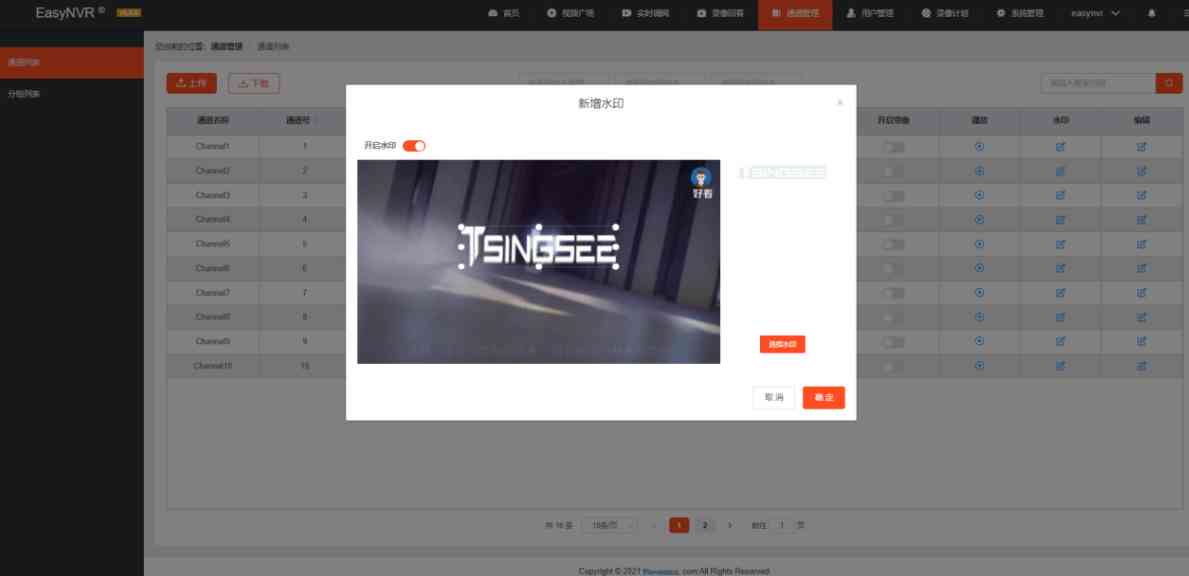 EasyNVR ®
首页 视频广场 实时调阅 录像回看 通道管理 用户管理 录像计划 系统管理 easynvr
您当前的位置: 通道管理 通道列表
通道列表
分组列表
上传 下载
通道名称 通道号 开启录像 播放 水印 编辑
Channel1 1
Channel2 2
Channel3 3
Channel4 4
Channel5 5
Channel6 6
Channel7 7
Channel8 8
Channel9 9
Channel10 10
新增水印
×
开启水印
好看
TSINGSEE
TSINGSEE
选择水印
取消 确定
共 16 条 10条/页 1 2 前往 1 页
Copyright © 2021 .com All Rights Reserved